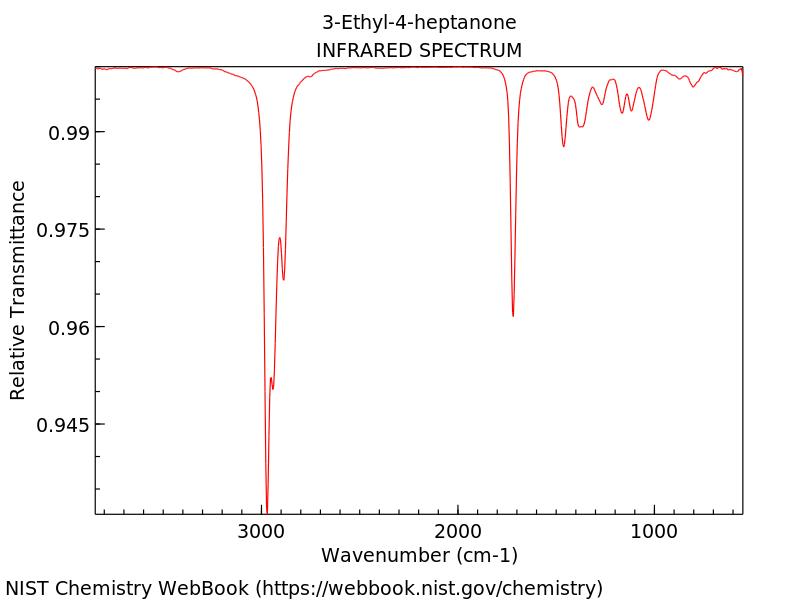 3-Ethyl-4-heptanone
INFRARED SPECTRUM
0.99
0.975
0.96
0.945
Relative Transmittance
3000 2000 1000
Wavenumber (cm-1)
NIST Chemistry WebBook (https://webbook.nist.gov/chemistry)